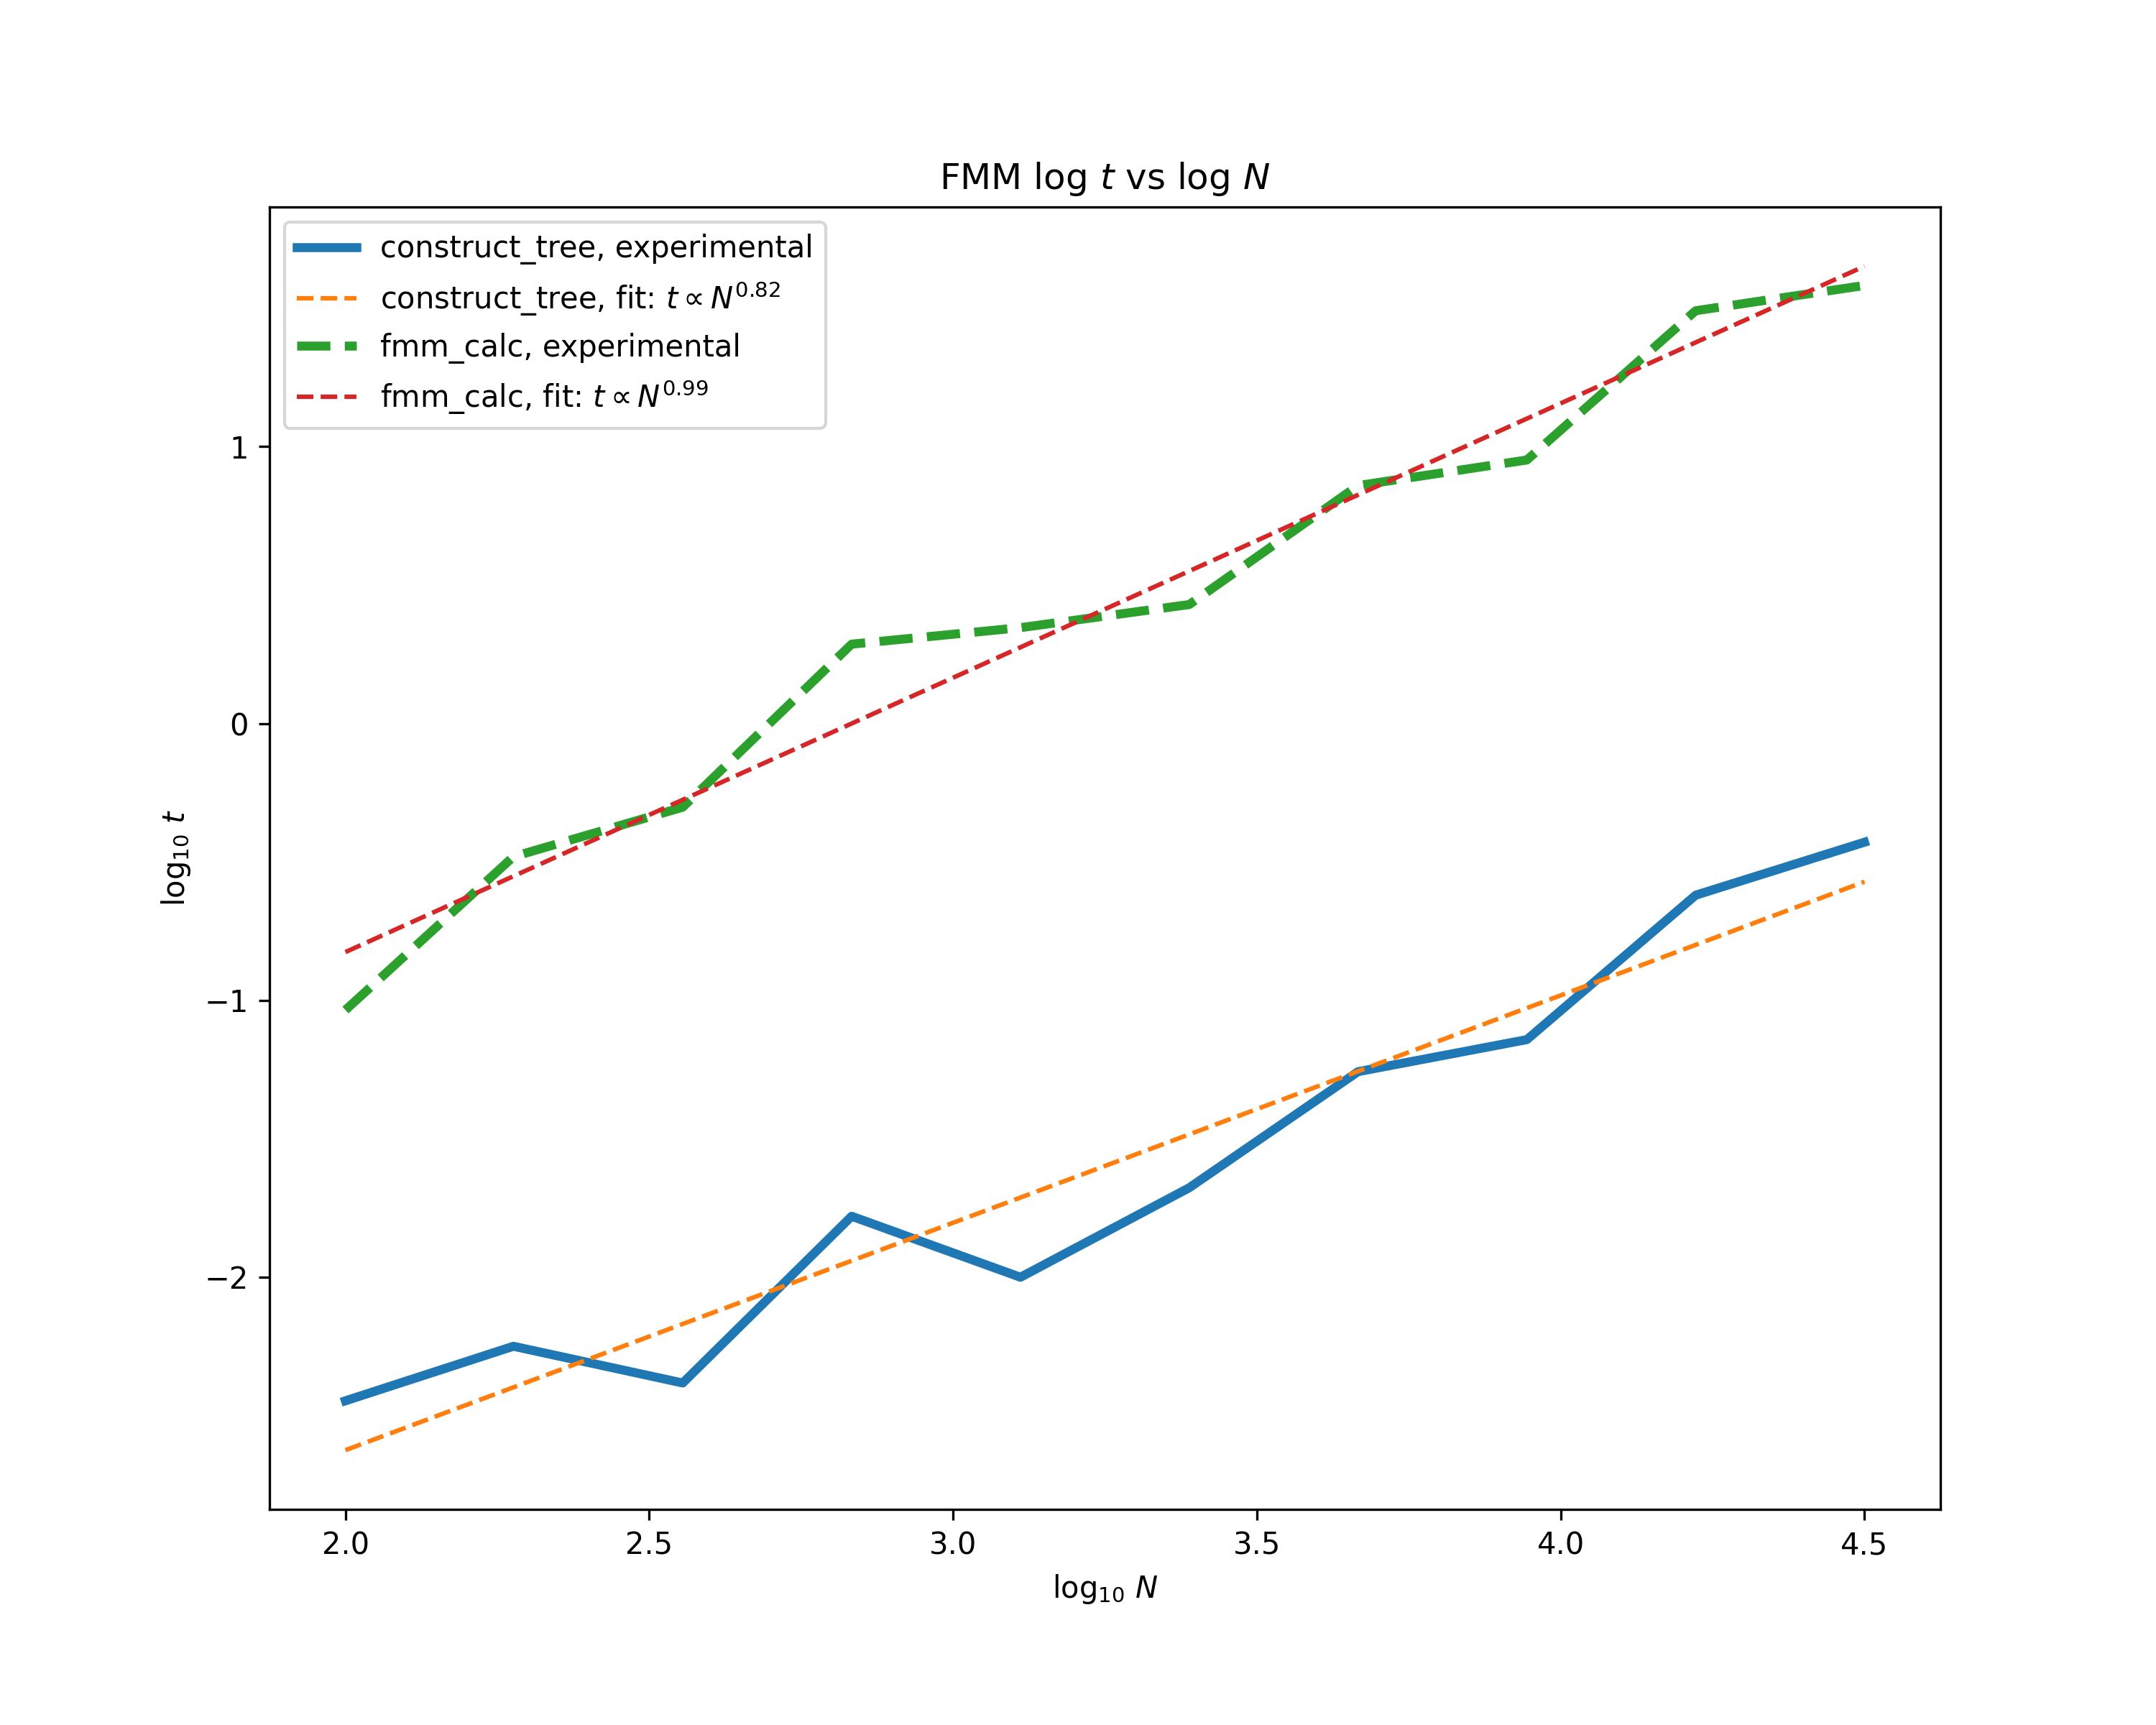 FMM log t vs log N
construct_tree, experimental
construct_tree, fit: t ∝ N^0.82
fmm_calc, experimental
fmm_calc, fit: t ∝ N^0.99
1
0
−1
−2
log₁₀ t
2.0 2.5 3.0 3.5 4.0 4.5
log₁₀ N